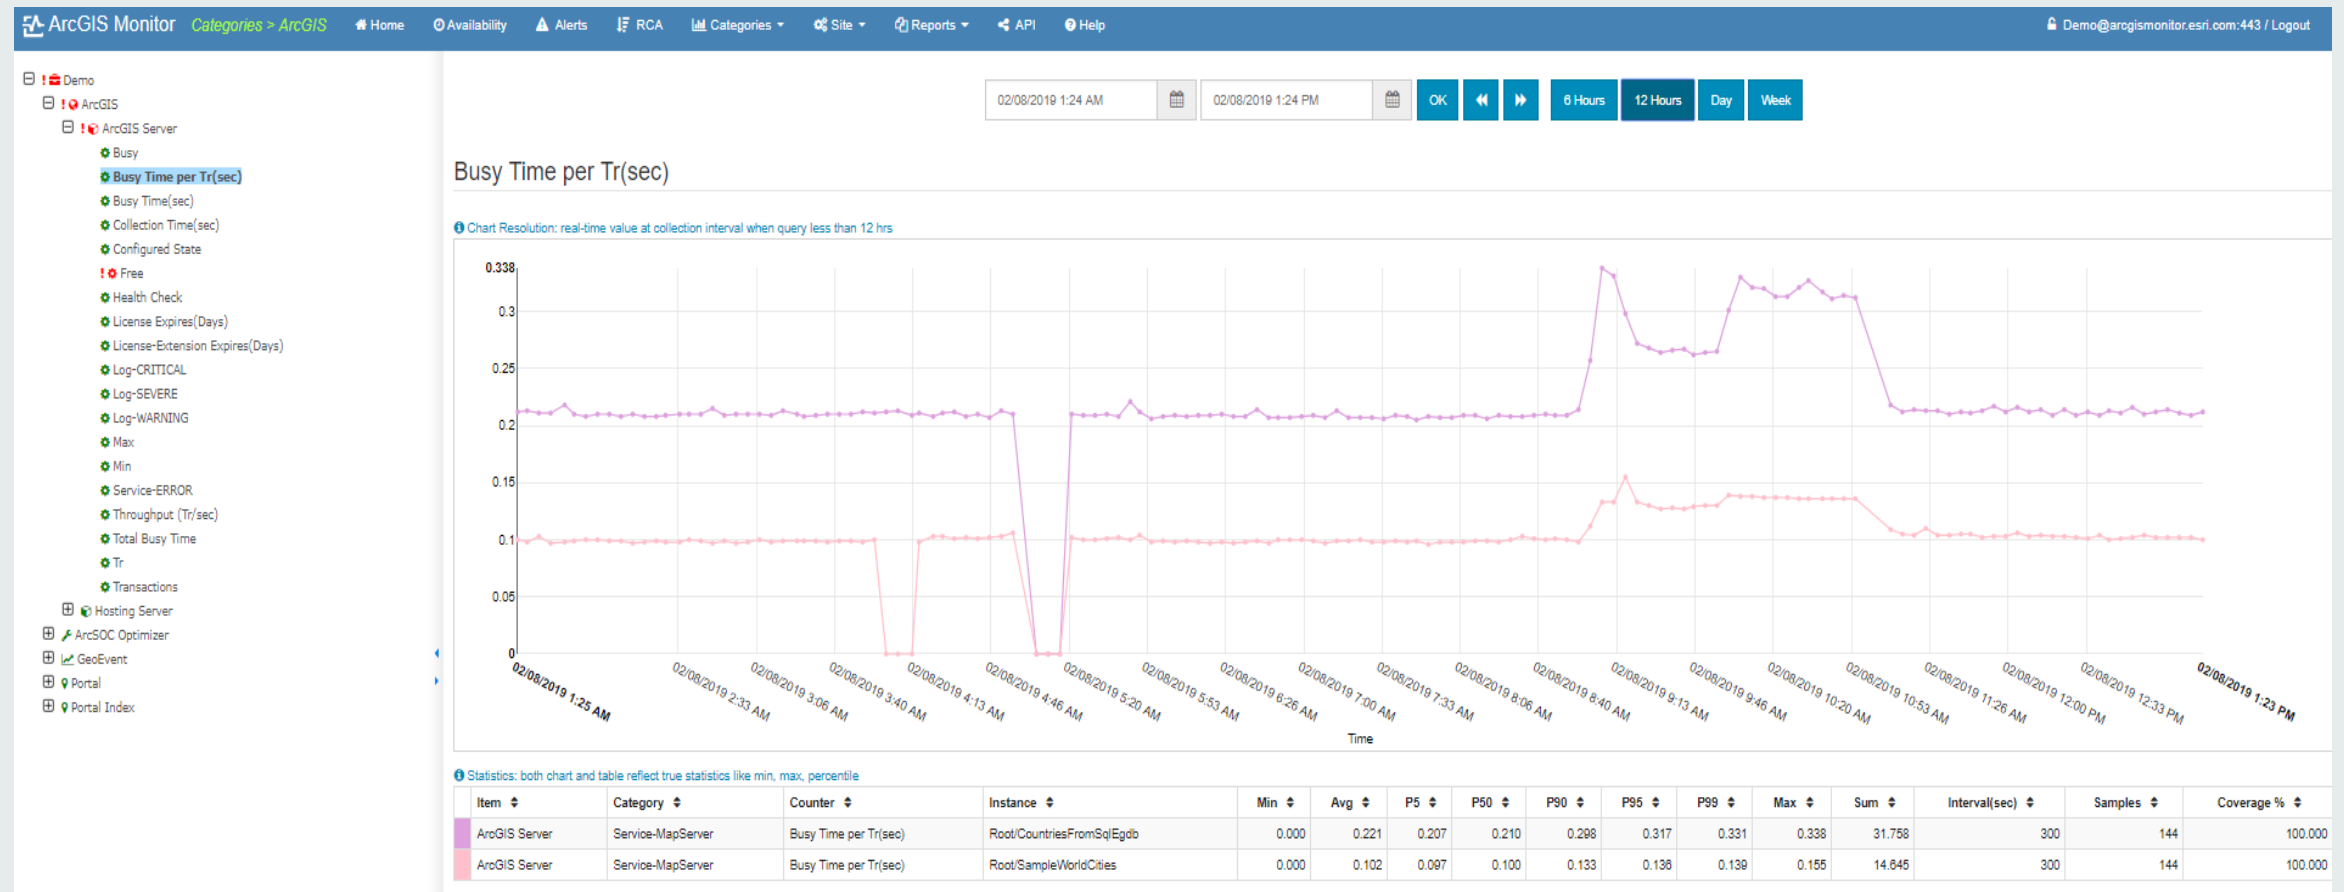 ArcGIS Monitor Categories > ArcGIS Home Availability Alerts RCA Categories Site Reports API Help Demo@arcgismonitor.esri.com:443 / Logout
Demo
ArcGIS
ArcGIS Server
Busy
Busy Time per Tr(sec)
Busy Time(sec)
Collection Time(sec)
Configured State
Free
Health Check
License Expires(Days)
License-Extension Expires(Days)
Log-CRITICAL
Log-SEVERE
Log-WARNING
Max
Min
Service-ERROR
Throughput (Tr/sec)
Total Busy Time
Tr
Transactions
Hosting Server
ArcSOC Optimizer
GeoEvent
Portal
Portal Index
02/08/2019 1:24 AM 02/08/2019 1:24 PM OK 6 Hours 12 Hours Day Week
Busy Time per Tr(sec)
Chart Resolution: real-time value at collection interval when query less than 12 hrs
0.338
0.3
0.25
0.2
0.15
0.1
0.05
0
02/08/2019 1:25 AM
02/08/2019 2:33 AM
02/08/2019 3:06 AM
02/08/2019 3:40 AM
02/08/2019 4:13 AM
02/08/2019 4:46 AM
02/08/2019 5:20 AM
02/08/2019 5:53 AM
02/08/2019 6:26 AM
02/08/2019 7:00 AM
02/08/2019 7:33 AM
02/08/2019 8:06 AM
02/08/2019 8:40 AM
02/08/2019 9:13 AM
02/08/2019 9:46 AM
02/08/2019 10:20 AM
02/08/2019 10:53 AM
02/08/2019 11:26 AM
02/08/2019 12:00 PM
02/08/2019 12:33 PM
02/08/2019 1:23 PM
Time
Statistics: both chart and table reflect true statistics like min, max, percentile
Item Category Counter Instance Min Avg P5 P50 P90 P95 P99 Max Sum Interval(sec) Samples Coverage %
ArcGIS Server Service-MapServer Busy Time per Tr(sec) Root/CountriesFromSqlEgdb 0.000 0.221 0.207 0.210 0.298 0.317 0.331 0.338 31.758 300 144 100.000
ArcGIS Server Service-MapServer Busy Time per Tr(sec) Root/SampleWorldCities 0.000 0.102 0.097 0.100 0.133 0.136 0.139 0.155 14.645 300 144 100.000